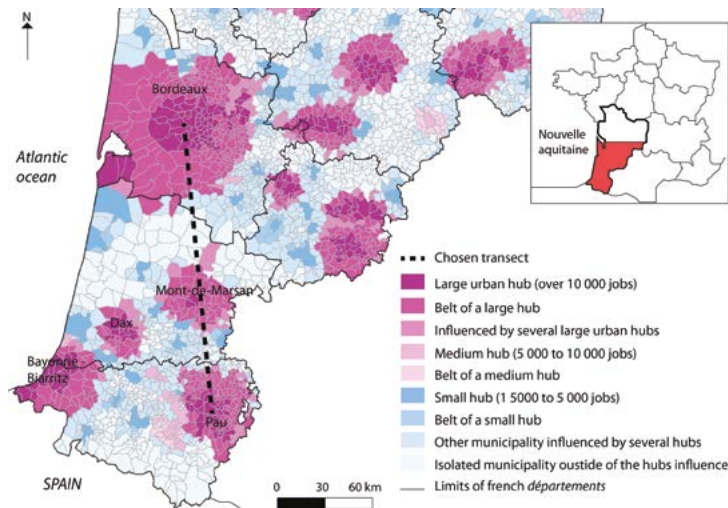 N
Bordeaux
Atlantic
ocean
Mont-de-Marsan
Dax
Bayonne-
Biarritz
Pau
SPAIN
0 30 60 km
Nouvelle
aquitaine
Chosen transect
Large urban hub (over 10 000 jobs)
Belt of a large hub
Influenced by several large urban hubs
Medium hub (5 000 to 10 000 jobs)
Belt of a medium hub
Small hub (1 5000 to 5 000 jobs)
Belt of a small hub
Other municipality influenced by several hubs
Isolated municipality oustide of the hubs influence
Limits of french départements